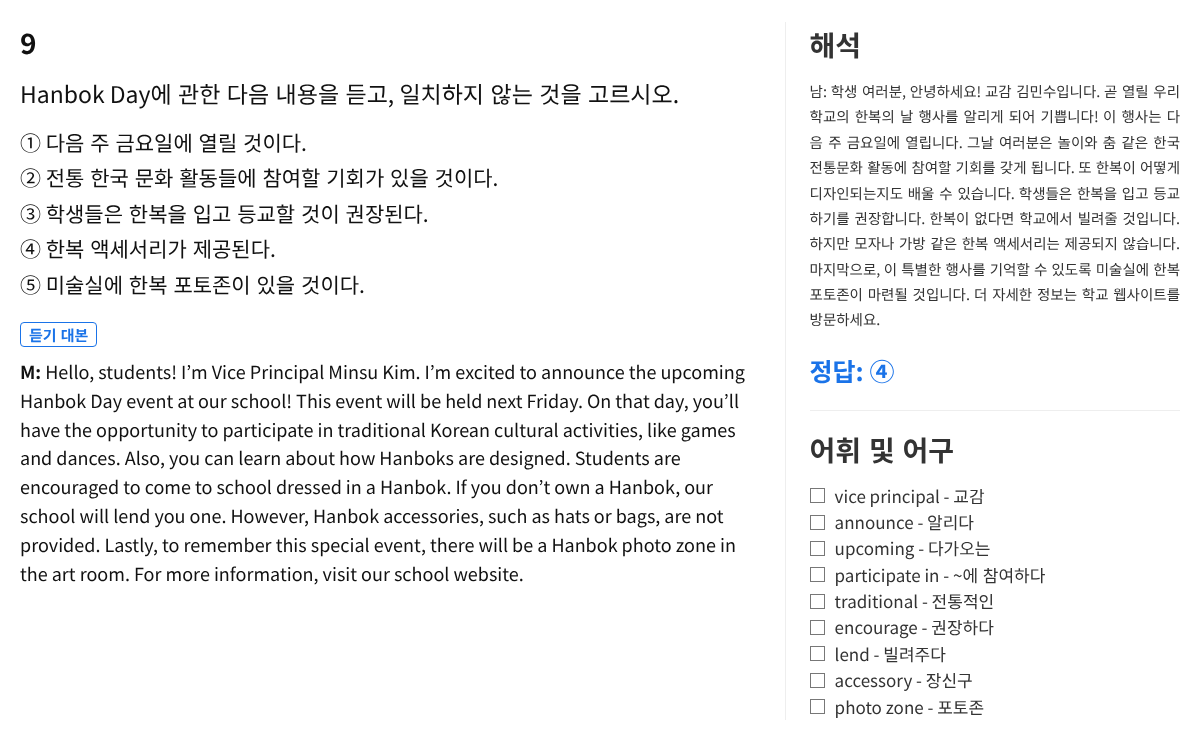 9
Hanbok Day에 관한 다음 내용을 듣고, 일치하지 않는 것을 고르시오.
① 다음 주 금요일에 열릴 것이다.
② 전통 한국 문화 활동들에 참여할 기회가 있을 것이다.
③ 학생들은 한복을 입고 등교할 것이 권장된다.
④ 한복 액세서리가 제공된다.
⑤ 미술실에 한복 포토존이 있을 것이다.
듣기 대본
M: Hello, students! I’m Vice Principal Minsu Kim. I’m excited to announce the upcoming
Hanbok Day event at our school! This event will be held next Friday. On that day, you’ll
have the opportunity to participate in traditional Korean cultural activities, like games
and dances. Also, you can learn about how Hanboks are designed. Students are
encouraged to come to school dressed in a Hanbok. If you don’t own a Hanbok, our
school will lend you one. However, Hanbok accessories, such as hats or bags, are not
provided. Lastly, to remember this special event, there will be a Hanbok photo zone in
the art room. For more information, visit our school website.
해석
남: 학생 여러분, 안녕하세요! 교감 김민수입니다. 곧 열릴 우리
학교의 한복의 날 행사를 알리게 되어 기쁩니다! 이 행사는 다
음 주 금요일에 열립니다. 그날 여러분은 놀이와 춤 같은 한국
전통문화 활동에 참여할 기회를 갖게 됩니다. 또 한복이 어떻게
디자인되는지도 배울 수 있습니다. 학생들은 한복을 입고 등교
하기를 권장합니다. 한복이 없다면 학교에서 빌려줄 것입니다.
하지만 모자나 가방 같은 한복 액세서리는 제공되지 않습니다.
마지막으로, 이 특별한 행사를 기억할 수 있도록 미술실에 한복
포토존이 마련될 것입니다. 더 자세한 정보는 학교 웹사이트를
방문하세요.
정답: ④
어휘 및 어구
vice principal - 교감
announce - 알리다
upcoming - 다가오는
participate in - ~에 참여하다
traditional - 전통적인
encourage - 권장하다
lend - 빌려주다
accessory - 장신구
photo zone - 포토존